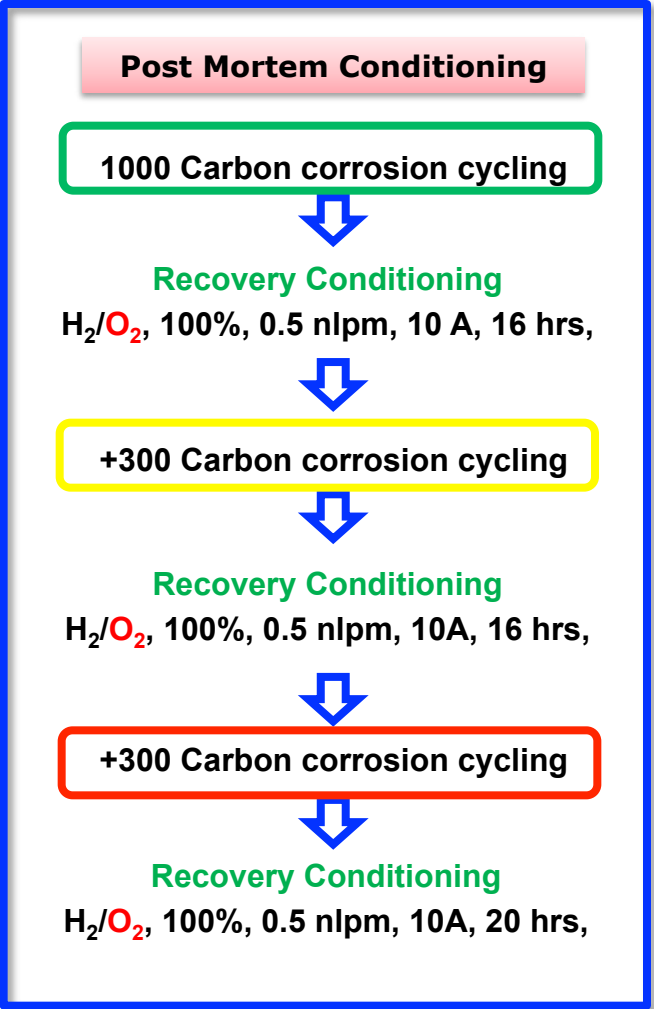 Post Mortem Conditioning
1000 Carbon corrosion cycling
Recovery Conditioning
H₂/O₂, 100%, 0.5 nlpm, 10 A, 16 hrs,
+300 Carbon corrosion cycling
Recovery Conditioning
H₂/O₂, 100%, 0.5 nlpm, 10A, 16 hrs,
+300 Carbon corrosion cycling
Recovery Conditioning
H₂/O₂, 100%, 0.5 nlpm, 10A, 20 hrs,